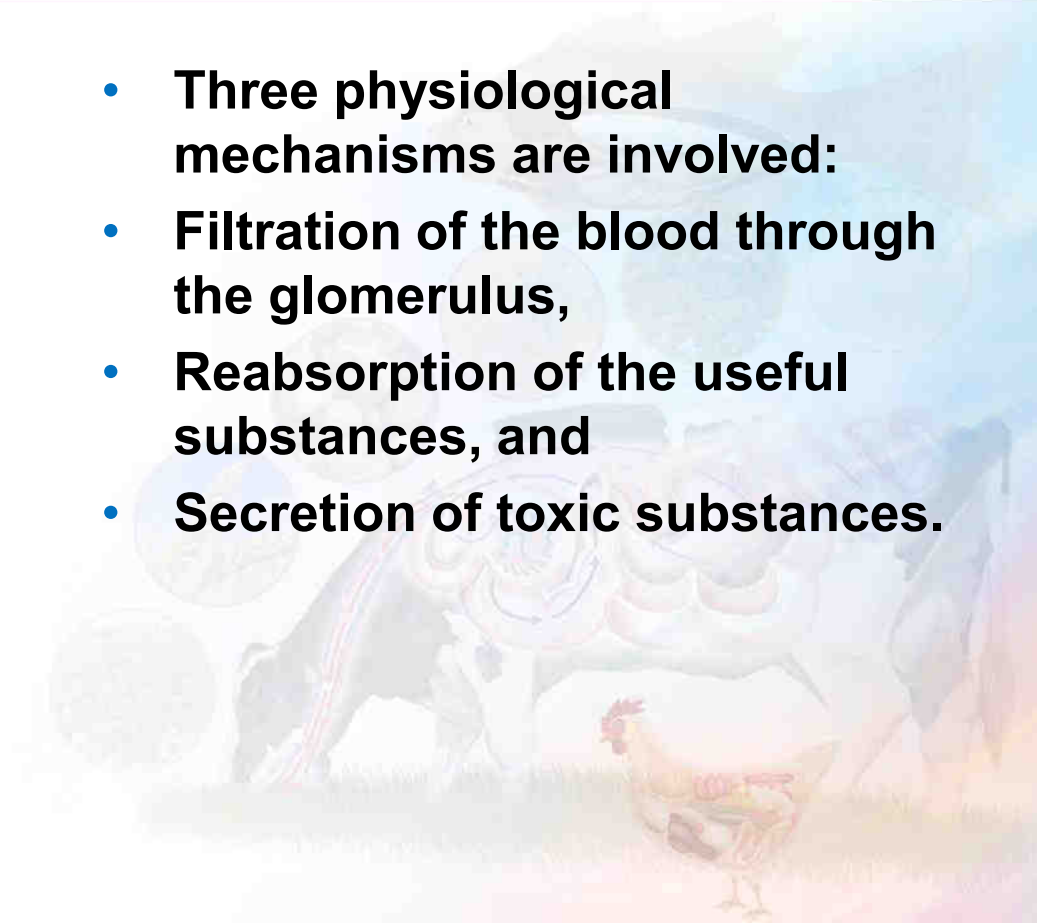 • Three physiological
mechanisms are involved:
• Filtration of the blood through
the glomerulus,
• Reabsorption of the useful
substances, and
• Secretion of toxic substances.